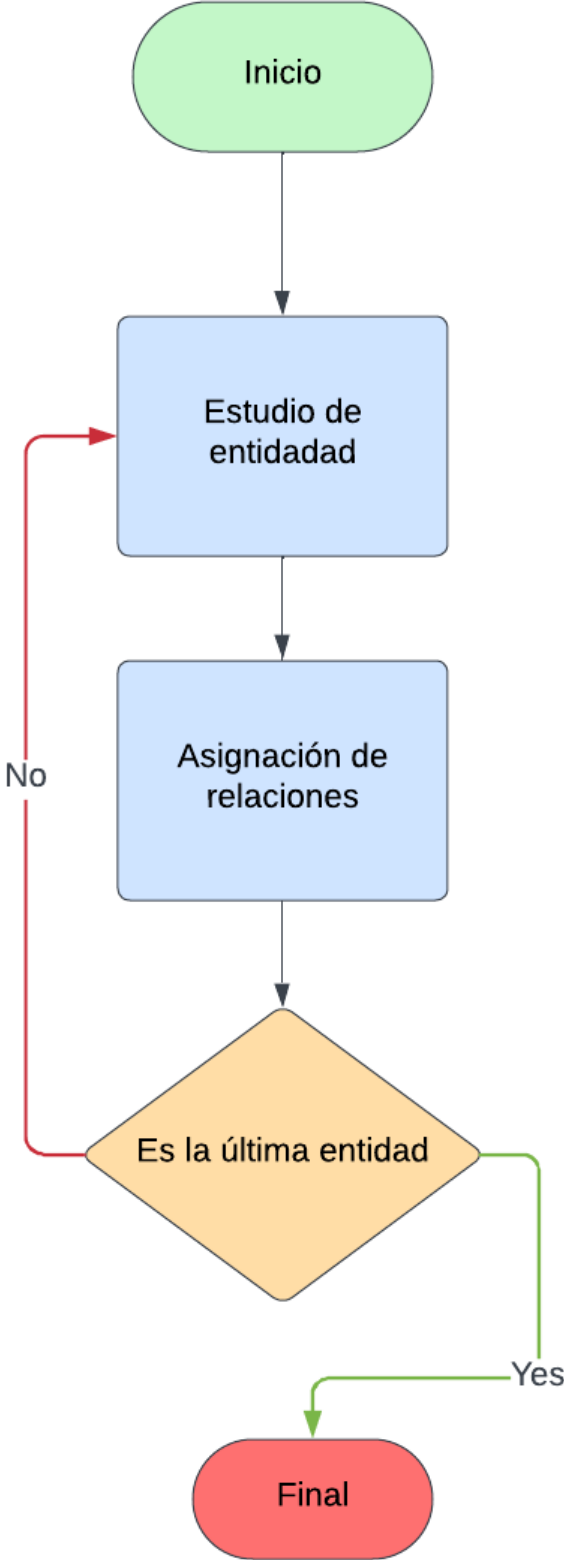 Inicio
Estudio de
entidadad
Asignación de
relaciones
No
Es la última entidad
Yes
Final